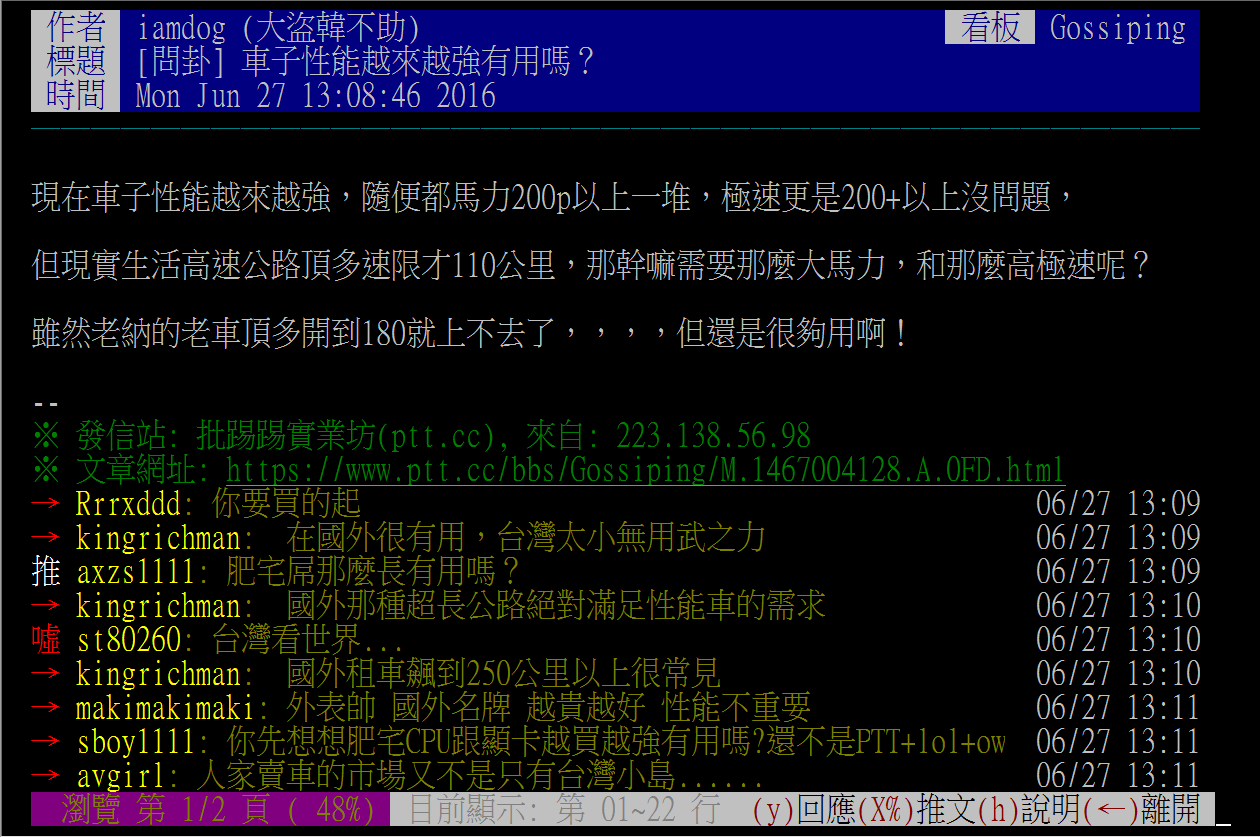 作者 iamdog (大盜韓不助) 看板 Gossiping
標題 [問卦] 車子性能越來越強有用嗎？
時間 Mon Jun 27 13:08:46 2016
現在車子性能越來越強，隨便都馬力200p以上一堆，極速更是200+以上沒問題，
但現實生活高速公路頂多速限才110公里，那幹嘛需要那麼大馬力，和那麼高極速呢？
雖然老納的老車頂多開到180就上不去了，，，，但還是很夠用啊！
--
※ 發信站: 批踢踢實業坊(ptt.cc), 來自: 223.138.56.98
※ 文章網址: https://www.ptt.cc/bbs/Gossiping/M.1467004128.A.0FD.html
→ Rrrxddd: 你要買的起 06/27 13:09
→ kingrichman: 在國外很有用，台灣太小無用武之力 06/27 13:09
推 axzs1111: 肥宅屌那麼長有用嗎？ 06/27 13:09
→ kingrichman: 國外那種超長公路絕對滿足性能車的需求 06/27 13:10
噓 st80260: 台灣看世界... 06/27 13:10
→ kingrichman: 國外租車飆到250公里以上很常見 06/27 13:10
→ makimakimaki: 外表帥 國外名牌 越貴越好 性能不重要 06/27 13:11
→ sboy1111: 你先想想肥宅CPU跟顯卡越買越強有用嗎?還不是PTT+lol+ow 06/27 13:11
→ avgirl: 人家賣車的市場又不是只有台灣小島...... 06/27 13:11
瀏覽 第 1/2 頁 ( 48%) 目前顯示: 第 01~22 行 (y)回應(X%)推文(h)說明(←)離開